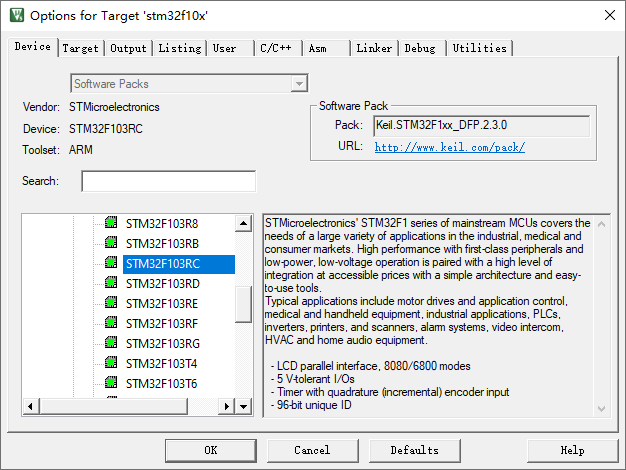 Options for Target 'stm32f10x'
Device Target Output Listing User C/C++ Asm Linker Debug Utilities
Software Packs
Vendor: STMicroelectronics
Device: STM32F103RC
Toolset: ARM
Search:
Software Pack
Pack: Keil.STM32F1xx_DFP.2.3.0
URL: http://www.keil.com/pack/
STM32F103R8
STM32F103RB
STM32F103RC
STM32F103RD
STM32F103RE
STM32F103RF
STM32F103RG
STM32F103T4
STM32F103T6
STMicroelectronics' STM32F1 series of mainstream MCUs covers the
needs of a large variety of applications in the industrial, medical and
consumer markets. High performance with first-class peripherals and
low-power, low-voltage operation is paired with a high level of
integration at accessible prices with a simple architecture and easy-
to-use tools.
Typical applications include motor drives and application control,
medical and handheld equipment, industrial applications, PLCs,
inverters, printers, and scanners, alarm systems, video intercom,
HVAC and home audio equipment.
- LCD parallel interface, 8080/6800 modes
- 5 V-tolerant I/Os
- Timer with quadrature (incremental) encoder input
- 96-bit unique ID
OK Cancel Defaults Help